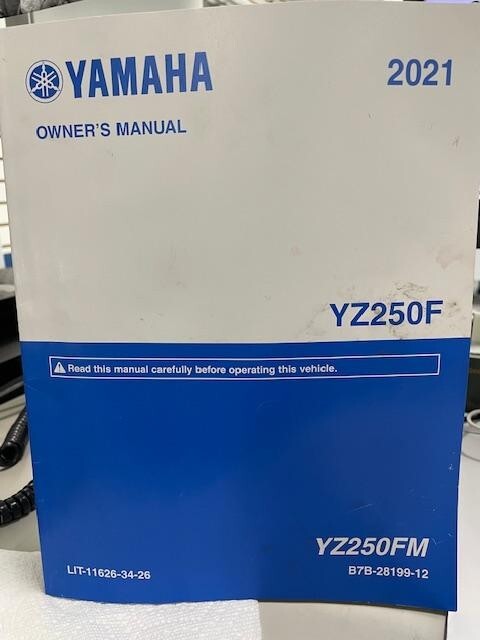 YAMAHA 2021
OWNER'S MANUAL
YZ250F
Read this manual carefully before operating this vehicle.
YZ250FM
LIT-11626-34-26 B7B-28199-12